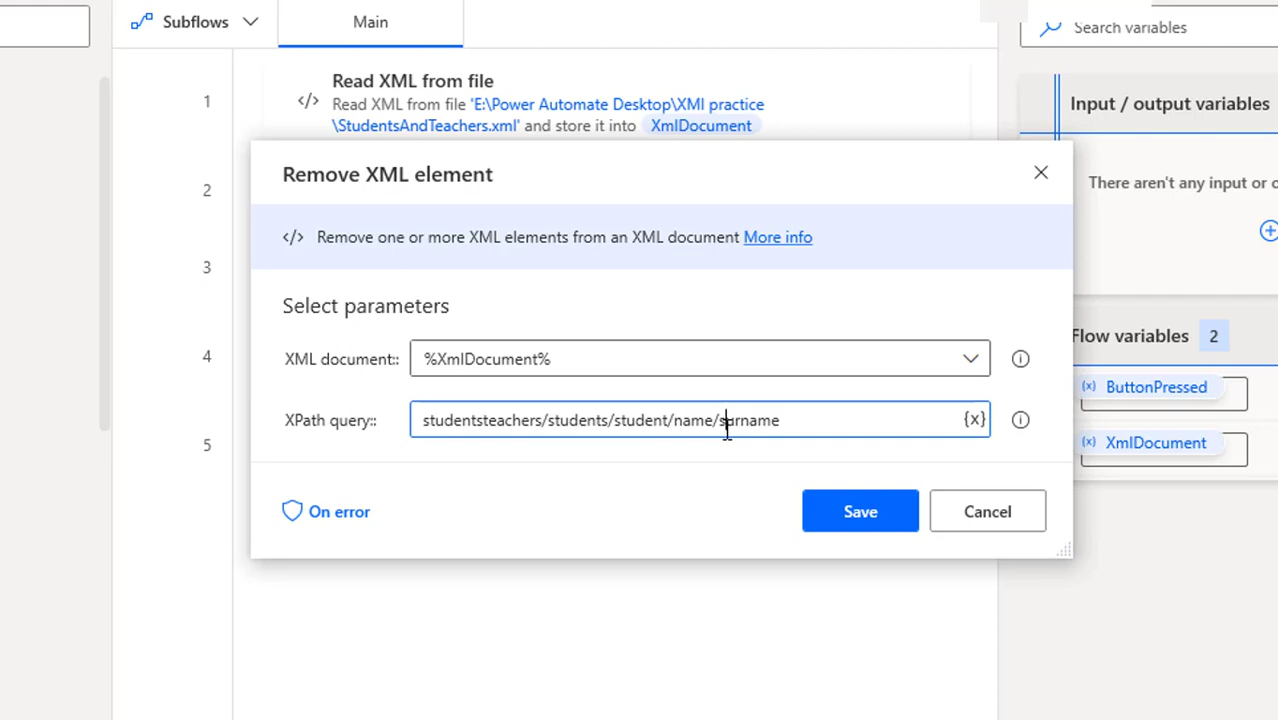 Subflows
Main
Search variables
1
Read XML from file
Read XML from file 'E:\Power Automate Desktop\XMl practice
\StudentsAndTeachers.xml' and store it into XmlDocument
Input / output variables
There aren't any input or o
2
3
4
5
Remove XML element
Remove one or more XML elements from an XML document More info
Select parameters
XML document:: %XmlDocument%
XPath query:: studentsteachers/students/student/name/surname {x}
On error
Save
Cancel
Flow variables 2
(x) ButtonPressed
(x) XmlDocument